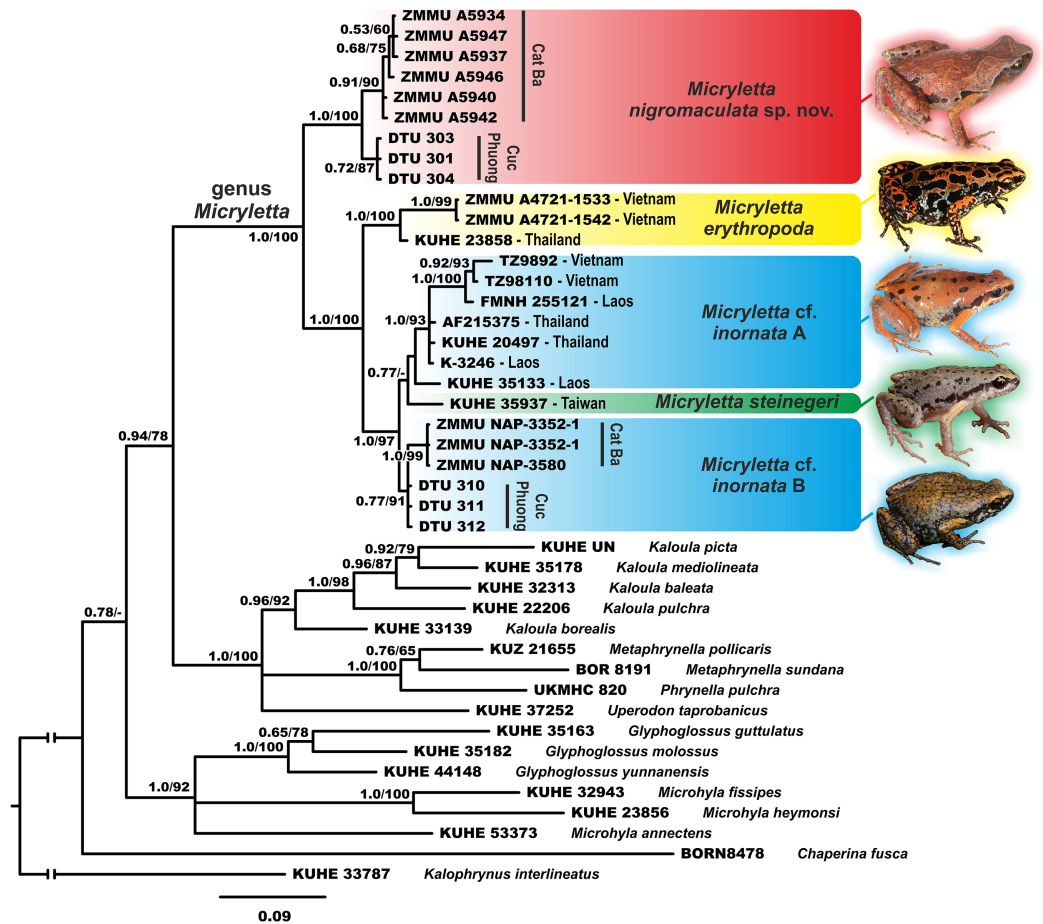 ZMMU A5934
0.53/60
ZMMU A5947
0.68/75
ZMMU A5937
ZMMU A5946
0.91/90
ZMMU A5940
ZMMU A5942
Cat Ba
1.0/100
DTU 303
DTU 301
0.72/87
DTU 304
Cuc
Phuong
Micryletta
nigromaculata sp. nov.
genus
Micryletta
1.0/100
1.0/99
ZMMU A4721-1533 - Vietnam
ZMMU A4721-1542 - Vietnam
1.0/100
KUHE 23858 - Thailand
Micryletta
erythropoda
0.92/93
TZ9892 - Vietnam
1.0/100
TZ98110 - Vietnam
FMNH 255121 - Laos
1.0/93
AF215375 - Thailand
1.0/100
KUHE 20497 - Thailand
K-3246 - Laos
0.77/-
KUHE 35133 - Laos
Micryletta cf.
inornata A
KUHE 35937 - Taiwan
Micryletta steinegeri
ZMMU NAP-3352-1
1.0/97
ZMMU NAP-3352-1
1.0/99
ZMMU NAP-3580
Cat Ba
DTU 310
0.77/91
DTU 311
DTU 312
Cuc
Phuong
Micryletta cf.
inornata B
0.94/78
0.92/79
KUHE UN Kaloula picta
0.96/87
KUHE 35178 Kaloula mediolineata
1.0/98
KUHE 32313 Kaloula baleata
0.96/92
KUHE 22206 Kaloula pulchra
KUHE 33139 Kaloula borealis
0.78/-
0.76/65
KUZ 21655 Metaphrynella pollicaris
1.0/100
1.0/100
BOR 8191 Metaphrynella sundana
UKMHC 820 Phrynella pulchra
KUHE 37252 Uperodon taprobanicus
0.65/78
KUHE 35163 Glyphoglossus guttulatus
1.0/100
KUHE 35182 Glyphoglossus molossus
KUHE 44148 Glyphoglossus yunnanensis
1.0/92
1.0/100
KUHE 32943 Microhyla fissipes
KUHE 23856 Microhyla heymonsi
KUHE 53373 Microhyla annectens
BORN8478 Chaperina fusca
KUHE 33787 Kalophrynus interlineatus
0.09